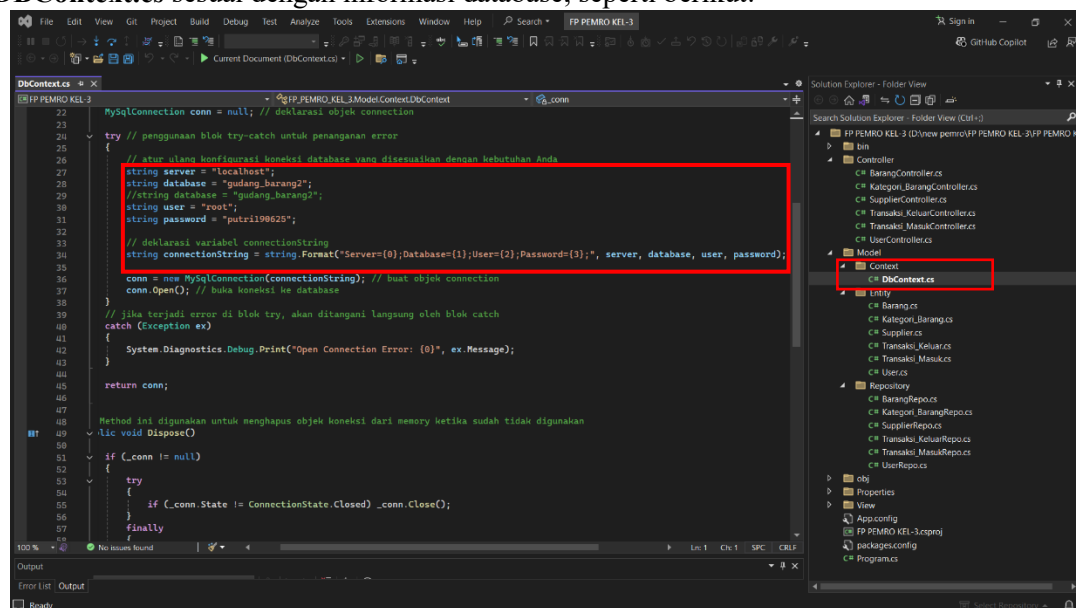 DBContext.cs sesuai dengan informasi database, seperti berikut.
File Edit View Git Project Build Debug Test Analyze Tools Extensions Window Help Search FP PEMRO KEL-3 Sign in
GitHub Copilot
Current Document (DbContext.cs)
DbContext.cs
FP PEMRO KEL-3 FP_PEMRO_KEL_3.Model.Context.DbContext _conn
22 MySqlConnection conn = null; // deklarasi objek connection
23
24 try // penggunaan blok try-catch untuk penanganan error
25 {
26 // atur ulang konfigurasi koneksi database yang disesuaikan dengan kebutuhan Anda
27 string server = "localhost";
28 string database = "gudang_barang2";
29 //string database = "gudang_barang2";
30 string user = "root";
31 string password = "putri190625";
32
33 // deklarasi variabel connectionString
34 string connectionString = string.Format("Server={0};Database={1};User={2};Password={3};", server, database, user, password);
35
36 conn = new MySqlConnection(connectionString); // buat objek connection
37 conn.Open(); // buka koneksi ke database
38 }
39 // jika terjadi error di blok try, akan ditangani langsung oleh blok catch
40 catch (Exception ex)
41 {
42 System.Diagnostics.Debug.Print("Open Connection Error: {0}", ex.Message);
43 }
44
45 return conn;
46
47
48 Method ini digunakan untuk menghapus objek koneksi dari memory ketika sudah tidak digunakan
49 lic void Dispose()
50
51 if (_conn != null)
52 {
53 try
54 {
55 if (_conn.State != ConnectionState.Closed) _conn.Close();
56 }
57 finally
100 % No issues found Ln: 1 Ch: 1 SPC CRLF
Output
Error List Output
Ready
Select Repository
Solution Explorer - Folder View
Search Solution Explorer - Folder View (Ctrl+;)
FP PEMRO KEL-3 (D:\new pemro\FP PEMRO KEL-3\FP PEMRO K
bin
Controller
C# BarangController.cs
C# Kategori_BarangController.cs
C# SupplierController.cs
C# Transaksi_KeluarController.cs
C# Transaksi_MasukController.cs
C# UserController.cs
Model
Context
C# DbContext.cs
Entity
C# Barang.cs
C# Kategori_Barang.cs
C# Supplier.cs
C# Transaksi_Keluar.cs
C# Transaksi_Masuk.cs
C# User.cs
Repository
C# BarangRepo.cs
C# Kategori_BarangRepo.cs
C# SupplierRepo.cs
C# Transaksi_KeluarRepo.cs
C# Transaksi_MasukRepo.cs
C# UserRepo.cs
obj
Properties
View
App.config
FP PEMRO KEL-3.csproj
packages.config
C# Program.cs